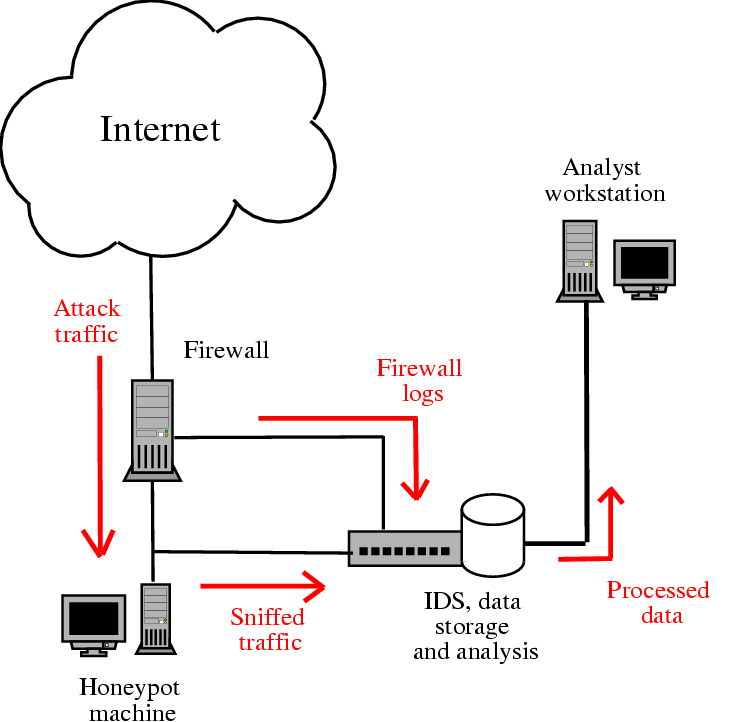 Internet
Analyst
workstation
Attack
traffic
Firewall
Firewall
logs
IDS, data
storage
and analysis
Processed
data
Sniffed
traffic
Honeypot
machine